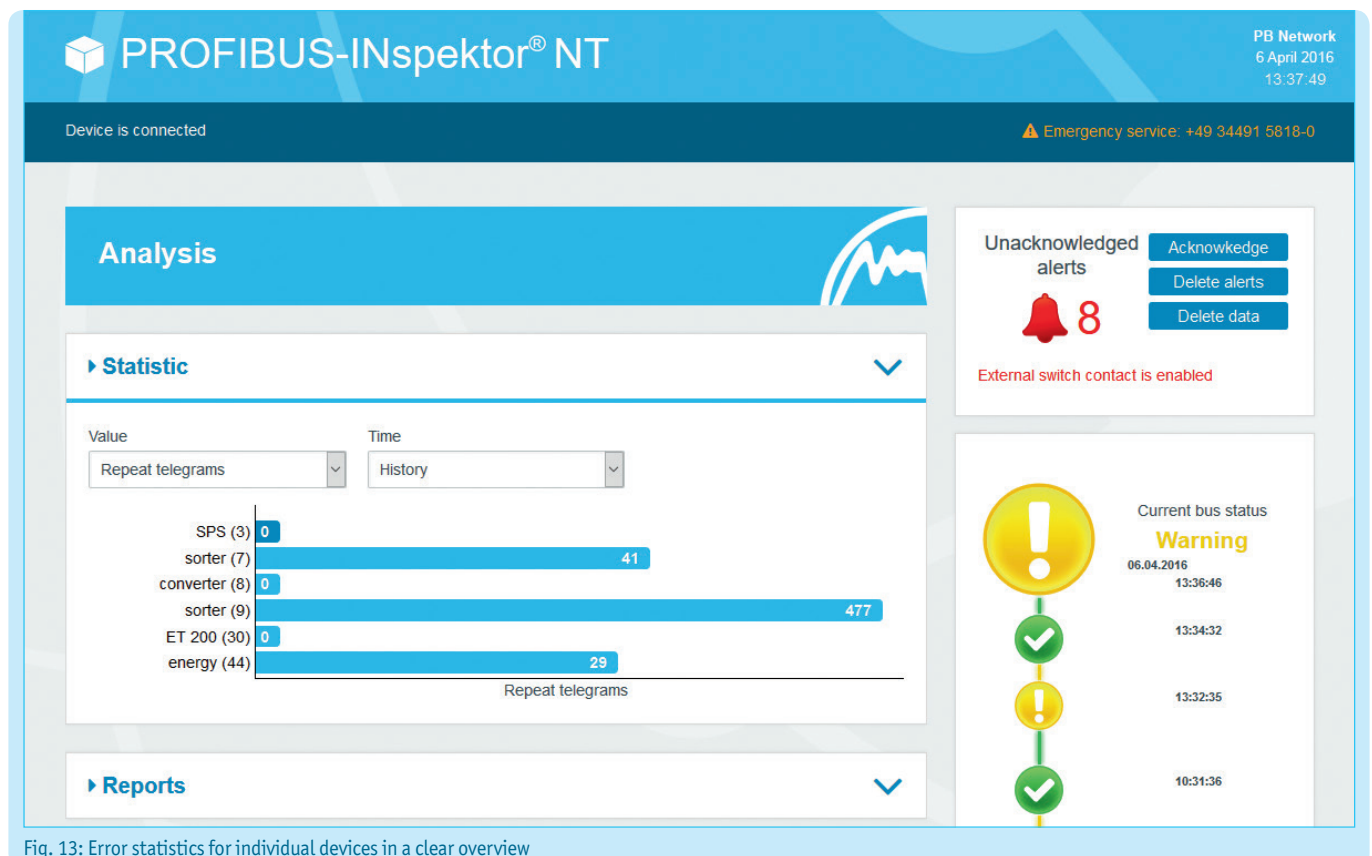 PROFIBUS-INspektor® NT
PB Network
6 April 2016
13:37:49
Device is connected
Emergency service: +49 34491 5818-0
Analysis
Statistic
Value
Time
Repeat telegrams
History
SPS (3) 0
sorter (7) 41
converter (8) 0
sorter (9) 477
ET 200 (30) 0
energy (44) 29
Repeat telegrams
Reports
Unacknowledged
alerts
8
Acknowkedge
Delete alerts
Delete data
External switch contact is enabled
Current bus status
Warning
06.04.2016
13:36:46
13:34:32
13:32:35
10:31:36
Fig. 13: Error statistics for individual devices in a clear overview